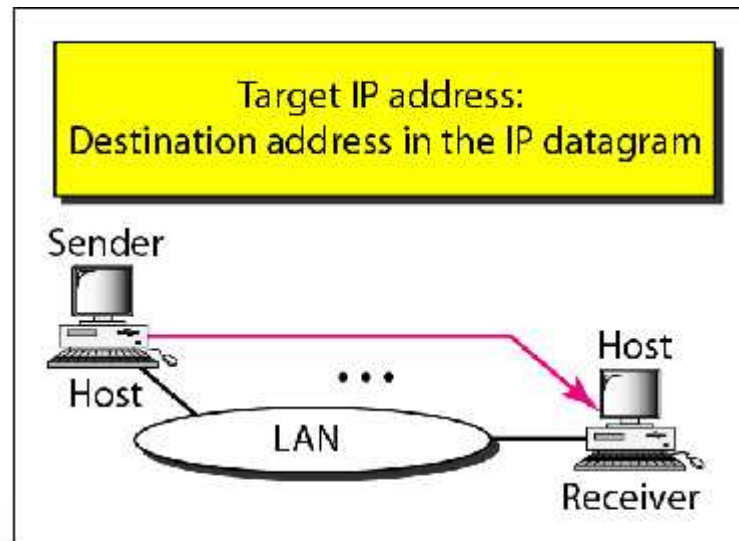 Target IP address:
Destination address in the IP datagram
Sender
Host
Host
LAN
Receiver